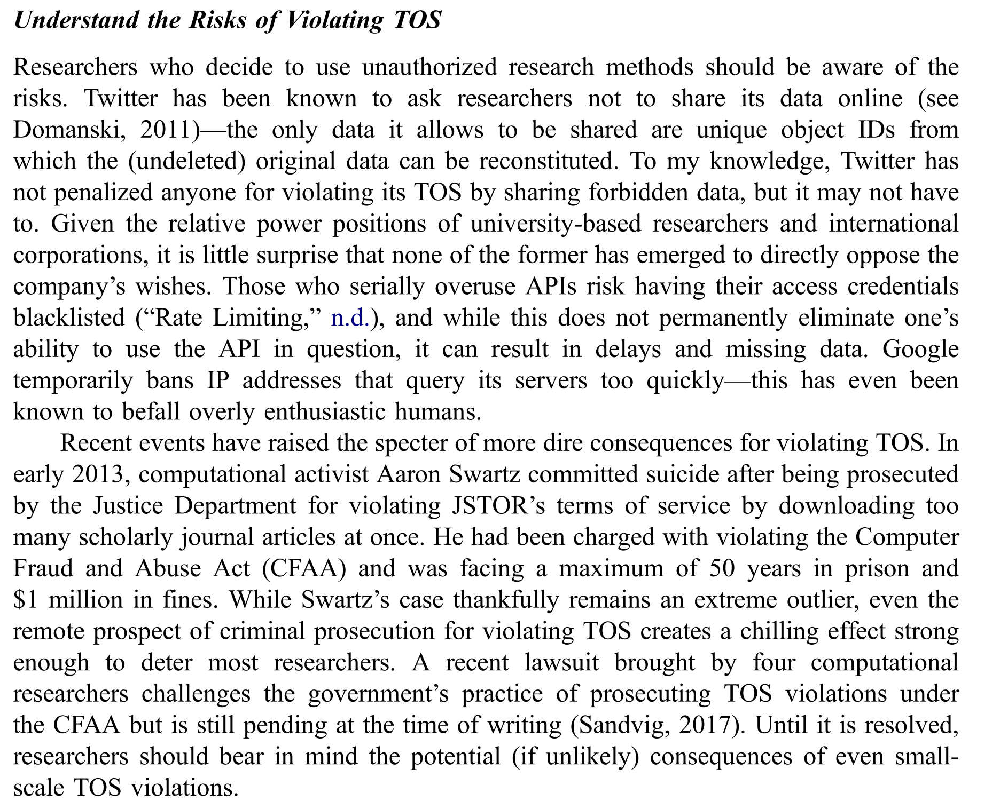 Understand the Risks of Violating TOS
Researchers who decide to use unauthorized research methods should be aware of the
risks. Twitter has been known to ask researchers not to share its data online (see
Domanski, 2011)—the only data it allows to be shared are unique object IDs from
which the (undeleted) original data can be reconstituted. To my knowledge, Twitter has
not penalized anyone for violating its TOS by sharing forbidden data, but it may not have
to. Given the relative power positions of university-based researchers and international
corporations, it is little surprise that none of the former has emerged to directly oppose the
company’s wishes. Those who serially overuse APIs risk having their access credentials
blacklisted (“Rate Limiting,” n.d.), and while this does not permanently eliminate one’s
ability to use the API in question, it can result in delays and missing data. Google
temporarily bans IP addresses that query its servers too quickly—this has even been
known to befall overly enthusiastic humans.
Recent events have raised the specter of more dire consequences for violating TOS. In
early 2013, computational activist Aaron Swartz committed suicide after being prosecuted
by the Justice Department for violating JSTOR’s terms of service by downloading too
many scholarly journal articles at once. He had been charged with violating the Computer
Fraud and Abuse Act (CFAA) and was facing a maximum of 50 years in prison and
$1 million in fines. While Swartz’s case thankfully remains an extreme outlier, even the
remote prospect of criminal prosecution for violating TOS creates a chilling effect strong
enough to deter most researchers. A recent lawsuit brought by four computational
researchers challenges the government’s practice of prosecuting TOS violations under
the CFAA but is still pending at the time of writing (Sandvig, 2017). Until it is resolved,
researchers should bear in mind the potential (if unlikely) consequences of even small-
scale TOS violations.